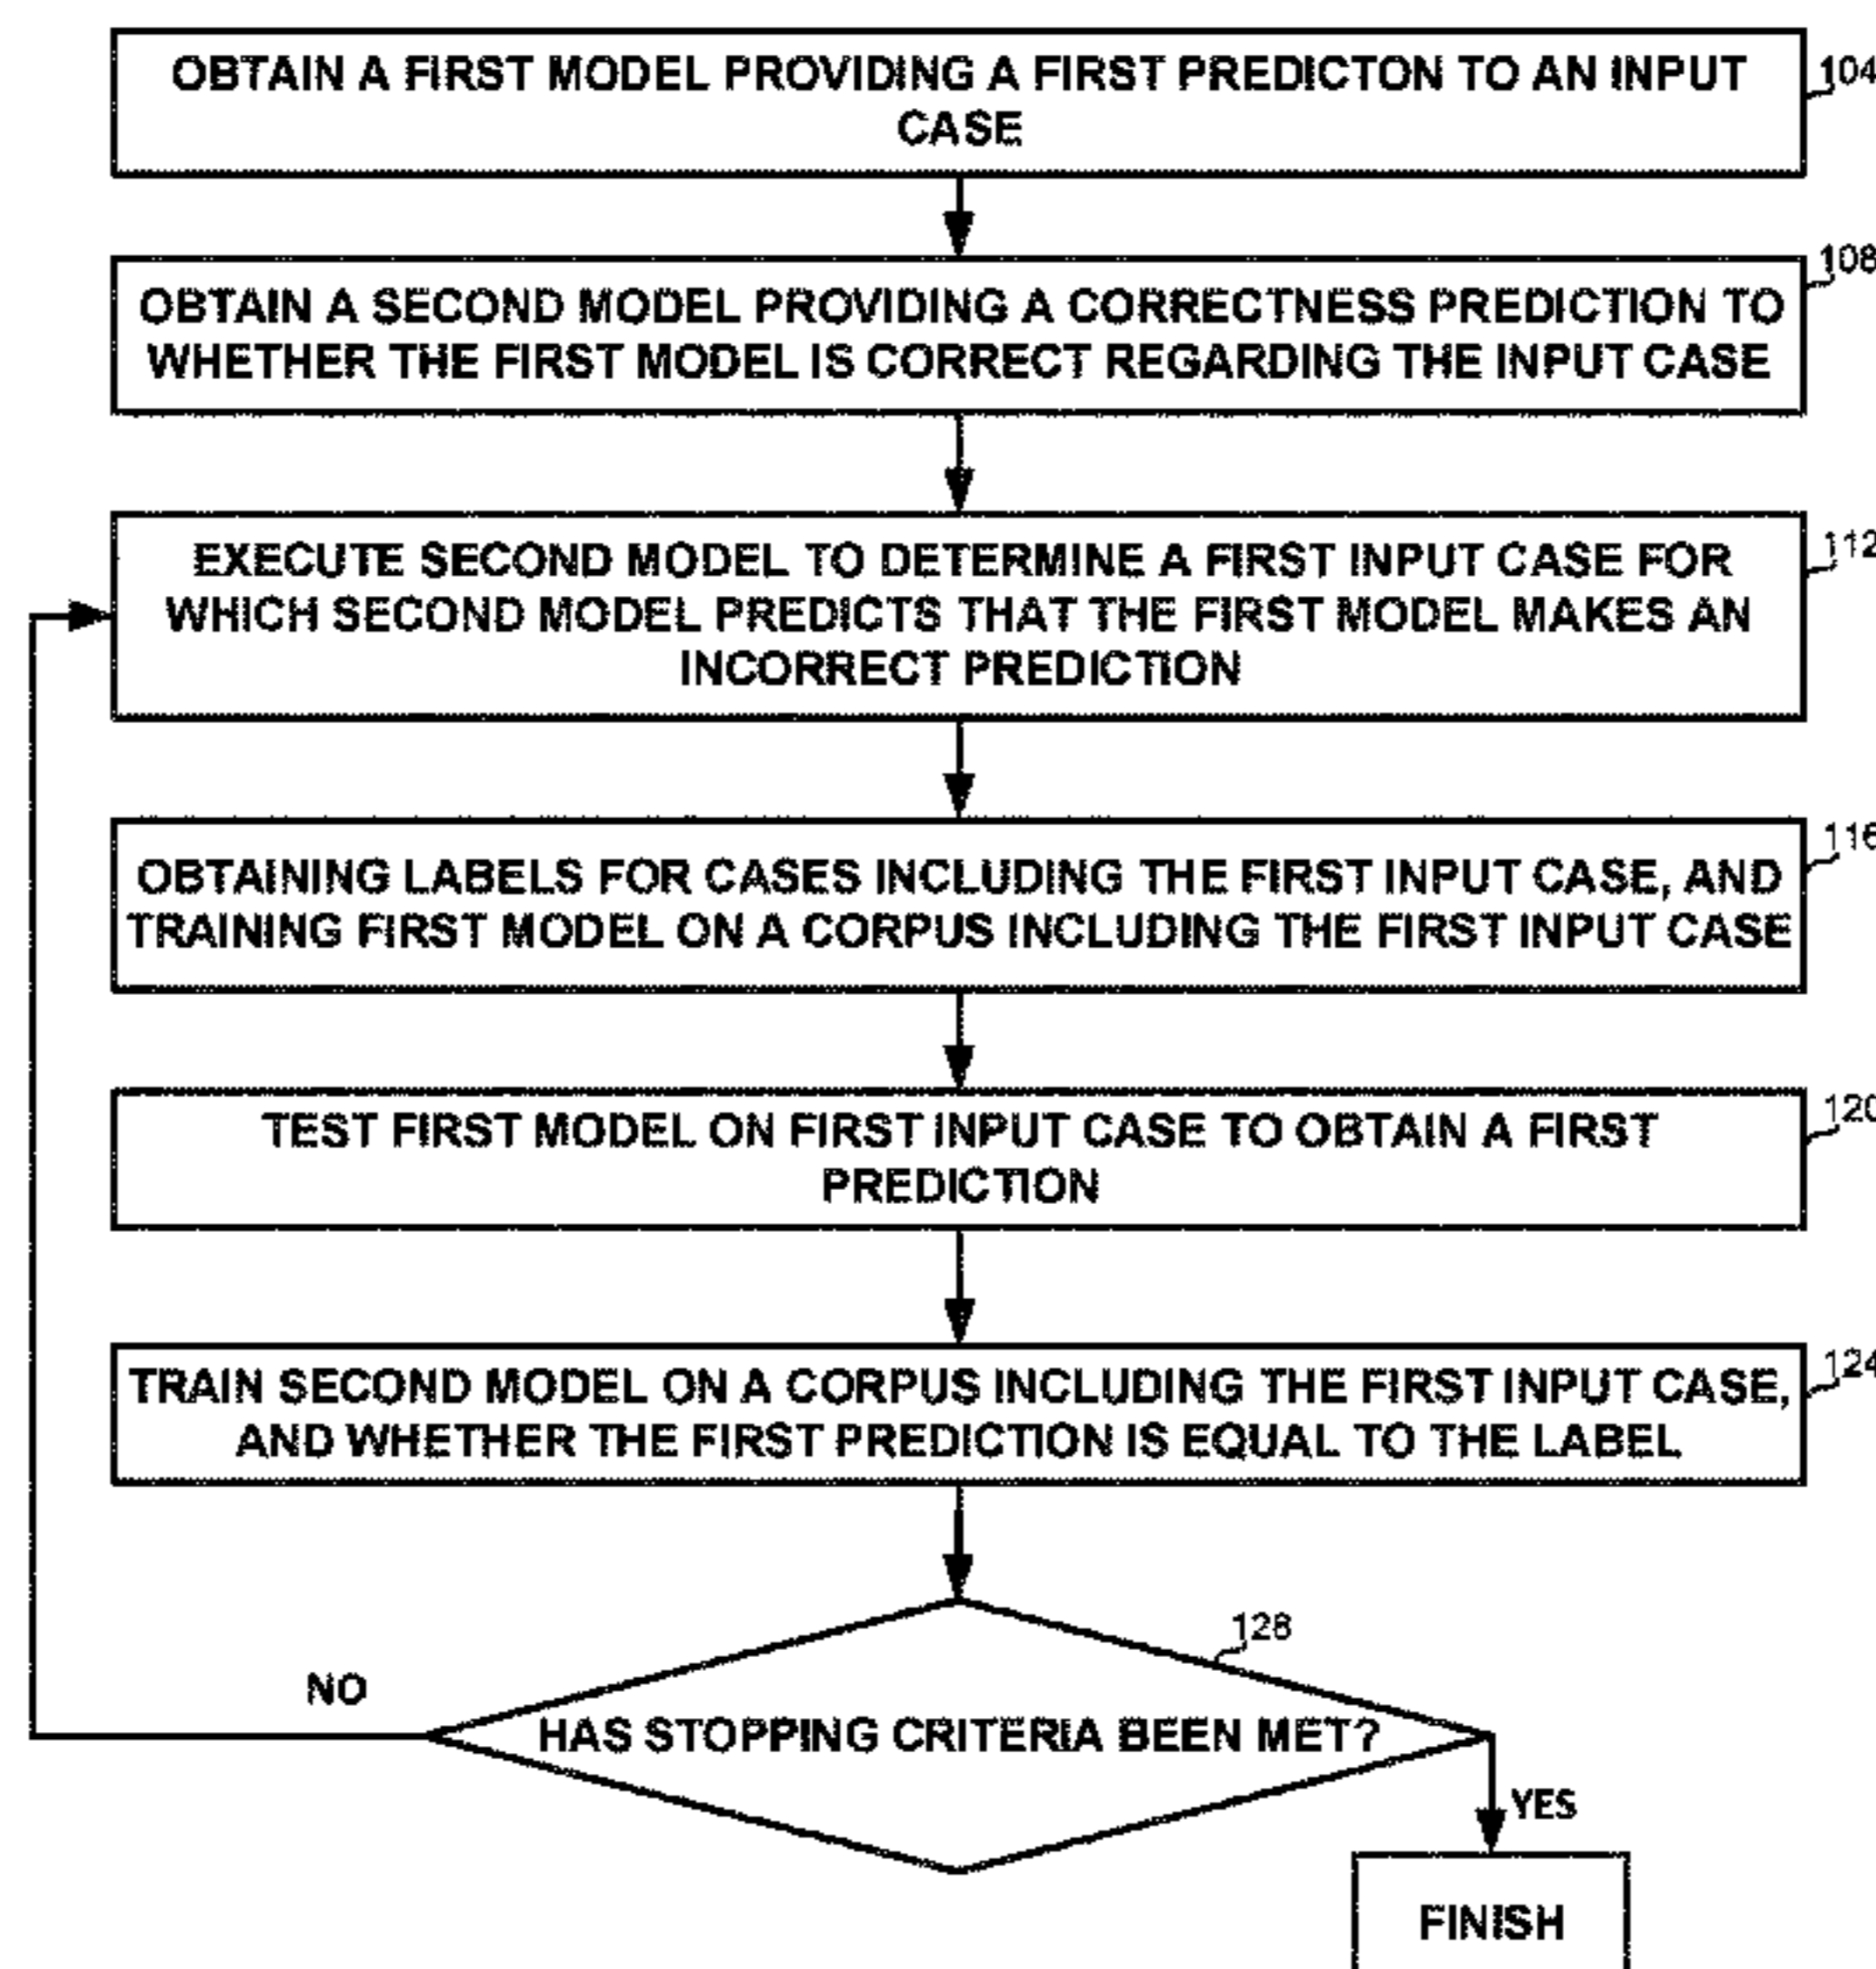 OBTAIN A FIRST MODEL PROVIDING A FIRST PREDICTON TO AN INPUT
CASE
104
OBTAIN A SECOND MODEL PROVIDING A CORRECTNESS PREDICTION TO
WHETHER THE FIRST MODEL IS CORRECT REGARDING THE INPUT CASE
108
EXECUTE SECOND MODEL TO DETERMINE A FIRST INPUT CASE FOR
WHICH SECOND MODEL PREDICTS THAT THE FIRST MODEL MAKES AN
INCORRECT PREDICTION
112
OBTAINING LABELS FOR CASES INCLUDING THE FIRST INPUT CASE, AND
TRAINING FIRST MODEL ON A CORPUS INCLUDING THE FIRST INPUT CASE
116
TEST FIRST MODEL ON FIRST INPUT CASE TO OBTAIN A FIRST
PREDICTION
120
TRAIN SECOND MODEL ON A CORPUS INCLUDING THE FIRST INPUT CASE,
AND WHETHER THE FIRST PREDICTION IS EQUAL TO THE LABEL
124
128
NO
HAS STOPPING CRITERIA BEEN MET?
YES
FINISH